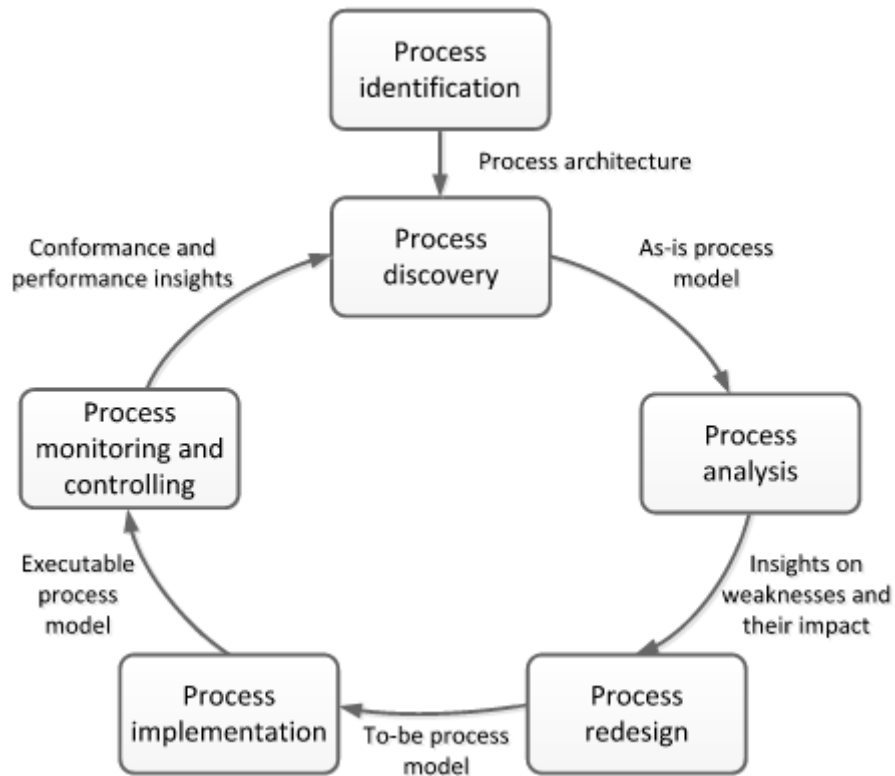 Process
identification
Process architecture
Process
discovery
Conformance and
performance insights
As-is process
model
Process
monitoring and
controlling
Process
analysis
Executable
process
model
Insights on
weaknesses and
their impact
Process
implementation
Process
redesign
To-be process
model